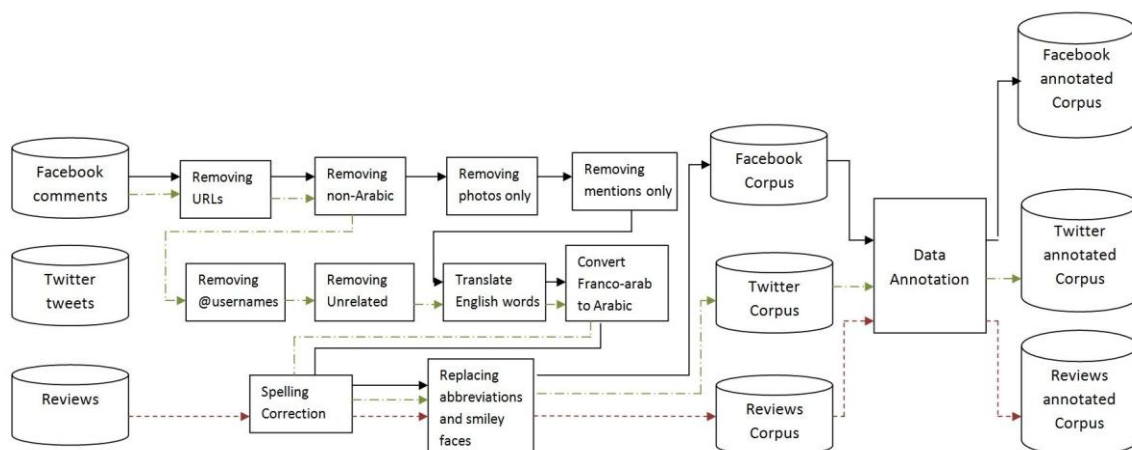 Facebook
annotated
Corpus
Facebook
comments
Removing
URLs
Removing
non-Arabic
Removing
photos only
Removing
mentions only
Facebook
Corpus
Twitter
tweets
Removing
@usernames
Removing
Unrelated
Translate
English words
Convert
Franco-arab
to Arabic
Twitter
Corpus
Data
Annotation
Twitter
annotated
Corpus
Reviews
Spelling
Correction
Replacing
abbreviations
and smiley
faces
Reviews
Corpus
Reviews
annotated
Corpus